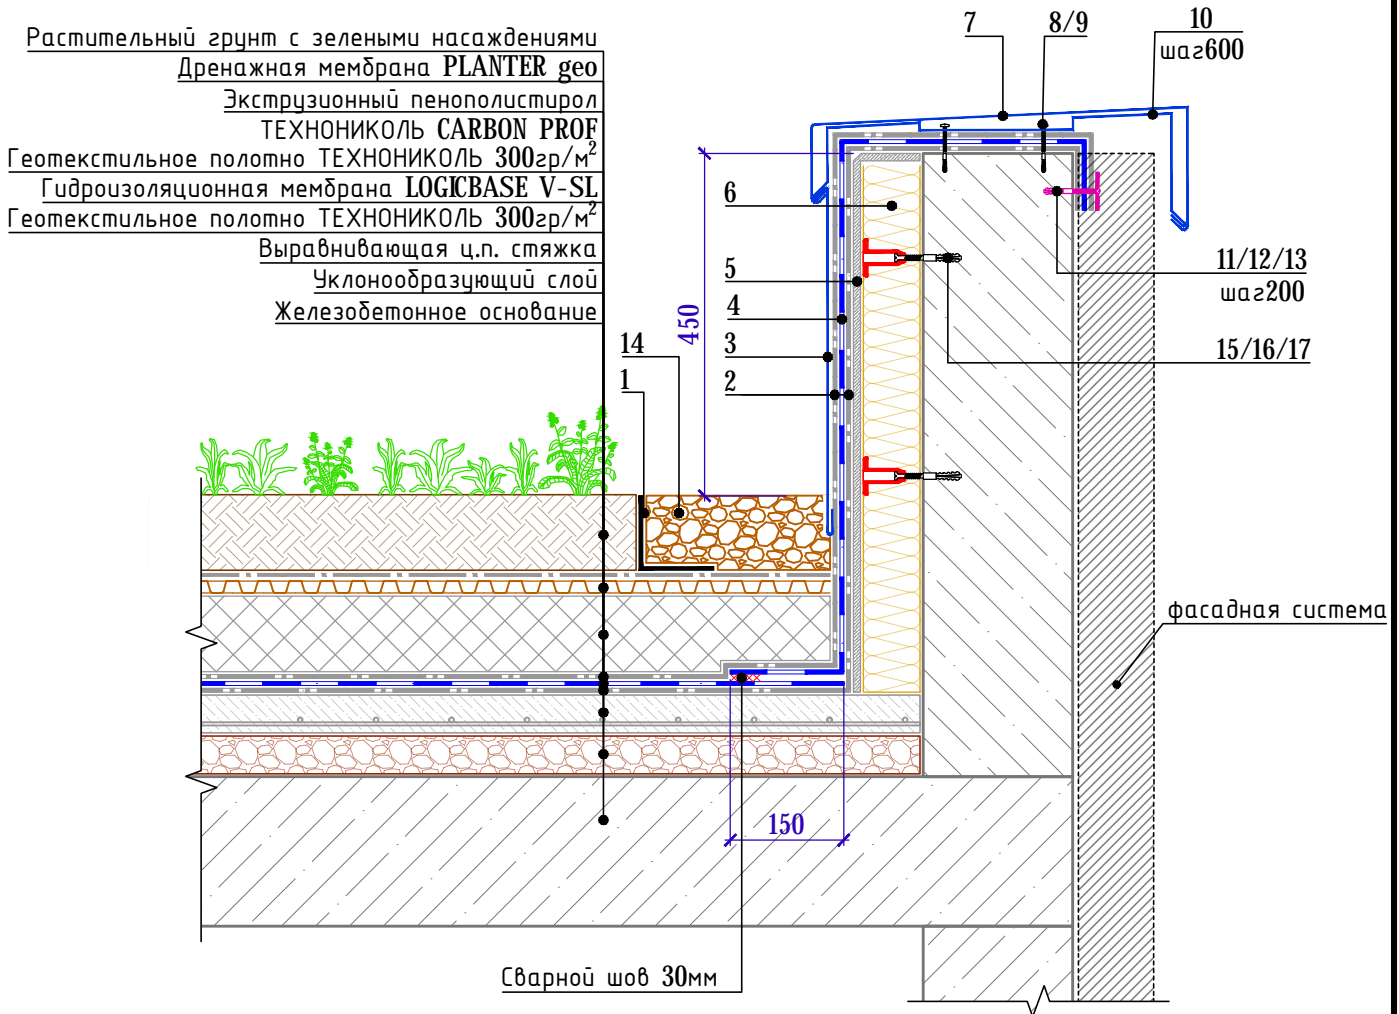 Растительный грунт с зелеными насаждениями
Дренажная мембрана PLANTER geo
Экструзионный пенополистирол
ТЕХНОНИКОЛЬ CARBON PROF
Геотекстильное полотно ТЕХНОНИКОЛЬ 300гр/м²
Гидроизоляционная мембрана LOGICBASE V-SL
Геотекстильное полотно ТЕХНОНИКОЛЬ 300гр/м²
Выравнивающая ц.п. стяжка
Уклонообразующий слой
Железобетонное основание
7
8/9
10
шаг600
6
5
4
3
2
450
14
1
11/12/13
шаг200
15/16/17
фасадная система
150
Сварной шов 30мм